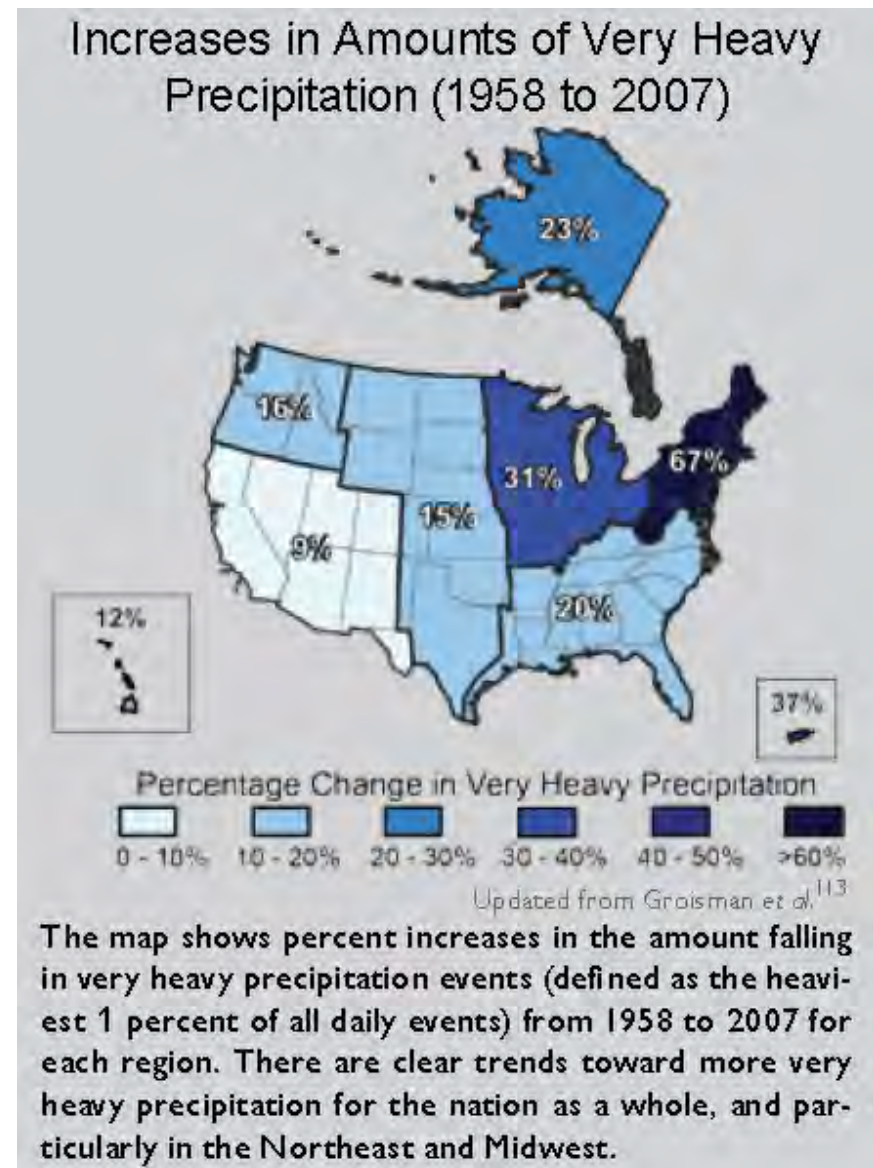 Increases in Amounts of Very Heavy
Precipitation (1958 to 2007)
23%
16%
67%
31%
15%
9%
20%
12%
37%
Percentage Change in Very Heavy Precipitation
0 - 10% 10 - 20% 20 - 30% 30 - 40% 40 - 50% >60%
Updated from Groisman et al.113
The map shows percent increases in the amount falling
in very heavy precipitation events (defined as the heavi-
est 1 percent of all daily events) from 1958 to 2007 for
each region. There are clear trends toward more very
heavy precipitation for the nation as a whole, and par-
ticularly in the Northeast and Midwest.